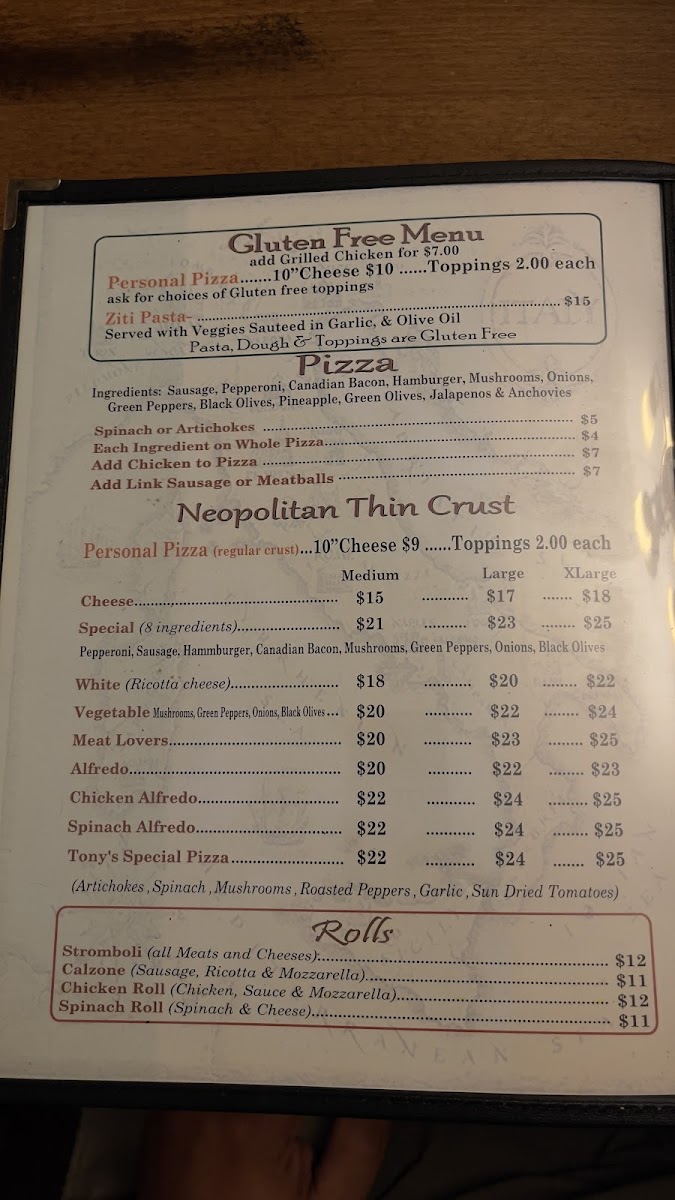 Gluten Free Menu
add Grilled Chicken for $7.00
Personal Pizza.......10"Cheese $10 ......Toppings 2.00 each
ask for choices of Gluten free toppings
Ziti Pasta- ........................................ $15
Served with Veggies Sauteed in Garlic, & Olive Oil
Pasta, Dough & Toppings are Gluten Free
Pizza
Ingredients: Sausage, Pepperoni, Canadian Bacon, Hamburger, Mushrooms, Onions,
Green Peppers, Black Olives, Pineapple, Green Olives, Jalapenos & Anchovies
Spinach or Artichokes ........................................ $5
Each Ingredient on Whole Pizza........................................ $4
Add Chicken to Pizza ........................................ $7
Add Link Sausage or Meatballs ........................................ $7
Neopolitan Thin Crust
Personal Pizza (regular crust)...10"Cheese $9 ......Toppings 2.00 each
Medium Large XLarge
Cheese........................................ $15 ........... $17 ....... $18
Special (8 ingredients)........................ $21 .......... $23 ........ $25
Pepperoni, Sausage, Hammburger, Canadian Bacon, Mushrooms, Green Peppers, Onions, Black Olives
White (Ricotta cheese)......................... $18 ........... $20 ........ $22
Vegetable Mushrooms, Green Peppers, Onions, Black Olives... $20 ........... $22 ........ $24
Meat Lovers........................................ $20 ........... $23 ........ $25
Alfredo........................................ $20 .......... $22 ........ $23
Chicken Alfredo................................ $22 ........... $24 ......... $25
Spinach Alfredo................................. $22 ........... $24 ........ $25
Tony's Special Pizza.......................... $22 ........... $24 ....... $25
(Artichokes, Spinach, Mushrooms, Roasted Peppers, Garlic, Sun Dried Tomatoes)
Rolls
Stromboli (all Meats and Cheeses)........................................ $12
Calzone (Sausage, Ricotta & Mozzarella)........................................ $11
Chicken Roll (Chicken, Sauce & Mozzarella)........................................ $12
Spinach Roll (Spinach & Cheese)........................................ $11